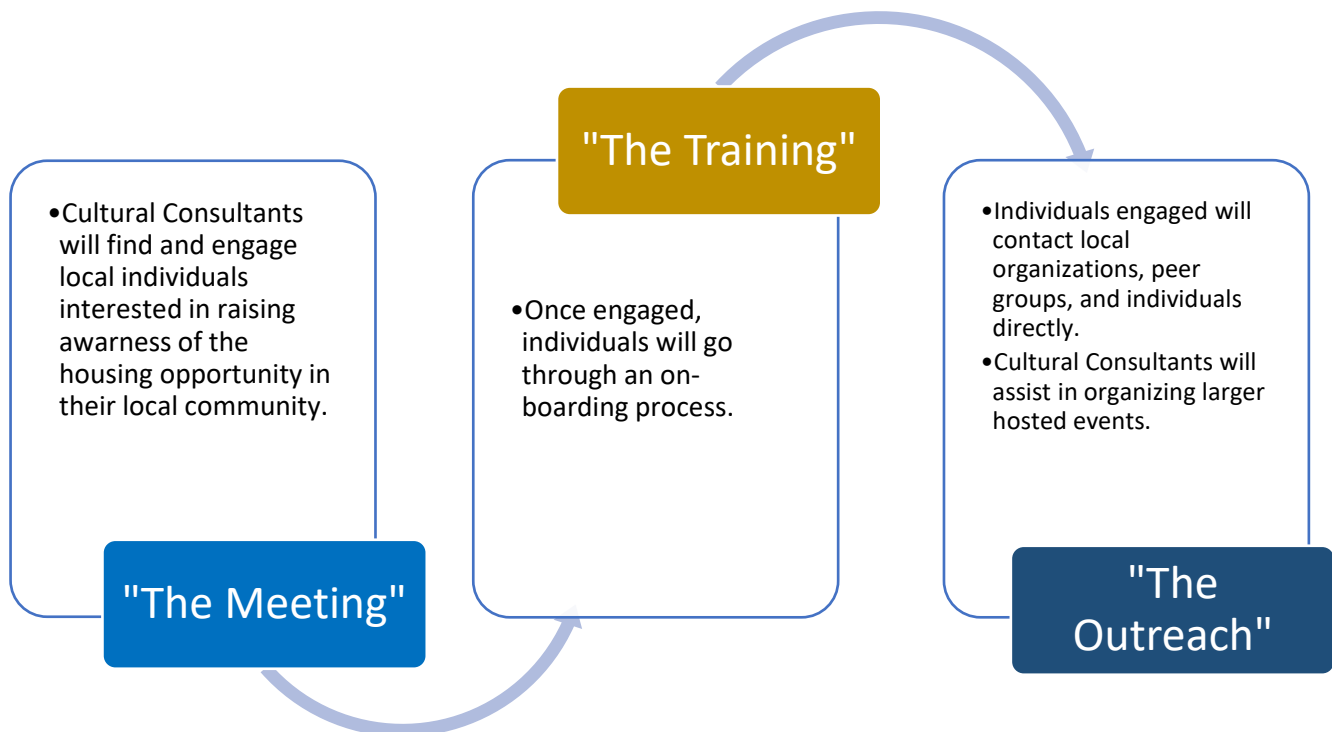 •Cultural Consultants
will find and engage
local individuals
interested in raising
awarness of the
housing opportunity in
their local community.
"The Meeting"
"The Training"
•Once engaged,
individuals will go
through an on-
boarding process.
•Individuals engaged will
contact local
organizations, peer
groups, and individuals
directly.
•Cultural Consultants will
assist in organizing larger
hosted events.
"The
Outreach"